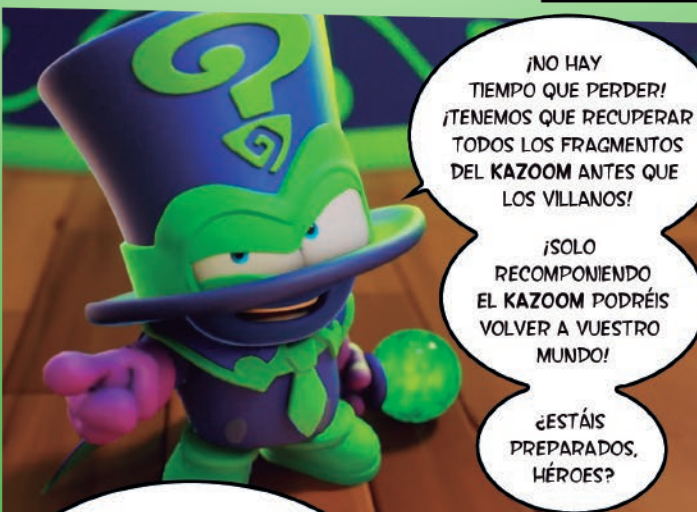 ¡NO HAY
TIEMPO QUE PERDER!
¡TENEMOS QUE RECUPERAR
TODOS LOS FRAGMENTOS
DEL KAZOOM ANTES QUE
LOS VILLANOS!
¡SOLO
RECOMPONIENDO
EL KAZOOM PODRÉIS
VOLVER A VUESTRO
MUNDO!
¿ESTÁIS
PREPARADOS,
HÉROES?